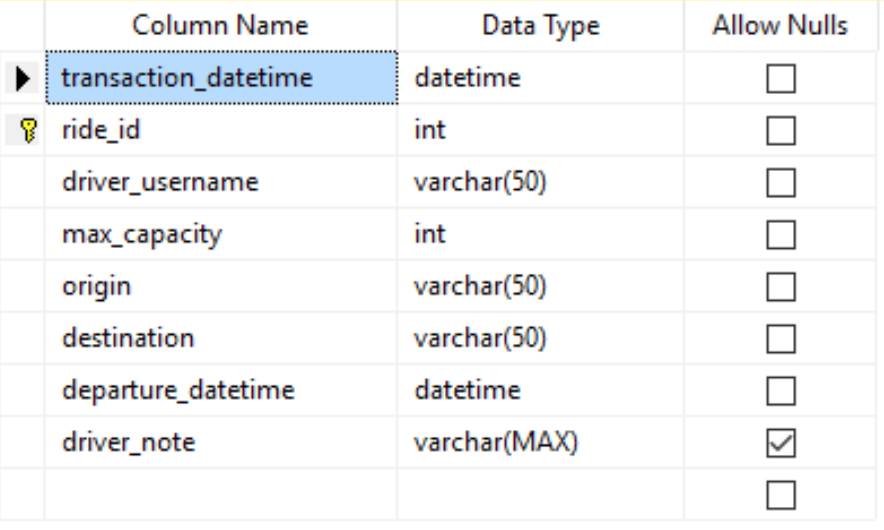 Column Name Data Type Allow Nulls
transaction_datetime datetime
ride_id int
driver_username varchar(50)
max_capacity int
origin varchar(50)
destination varchar(50)
departure_datetime datetime
driver_note varchar(MAX)